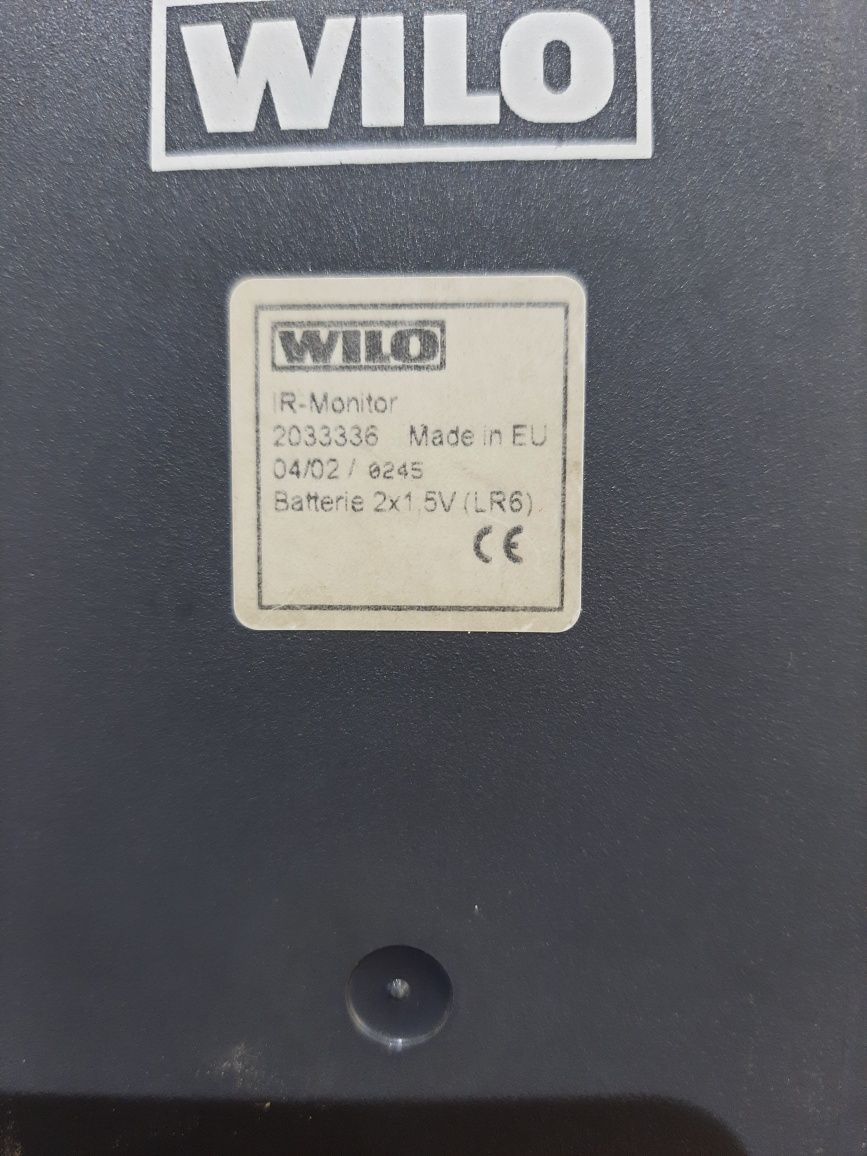 WILO
WILO
IR-Monitor
2033336 Made in EU
04/02 / 0245
Batterie 2x1,5V (LR6)
CE